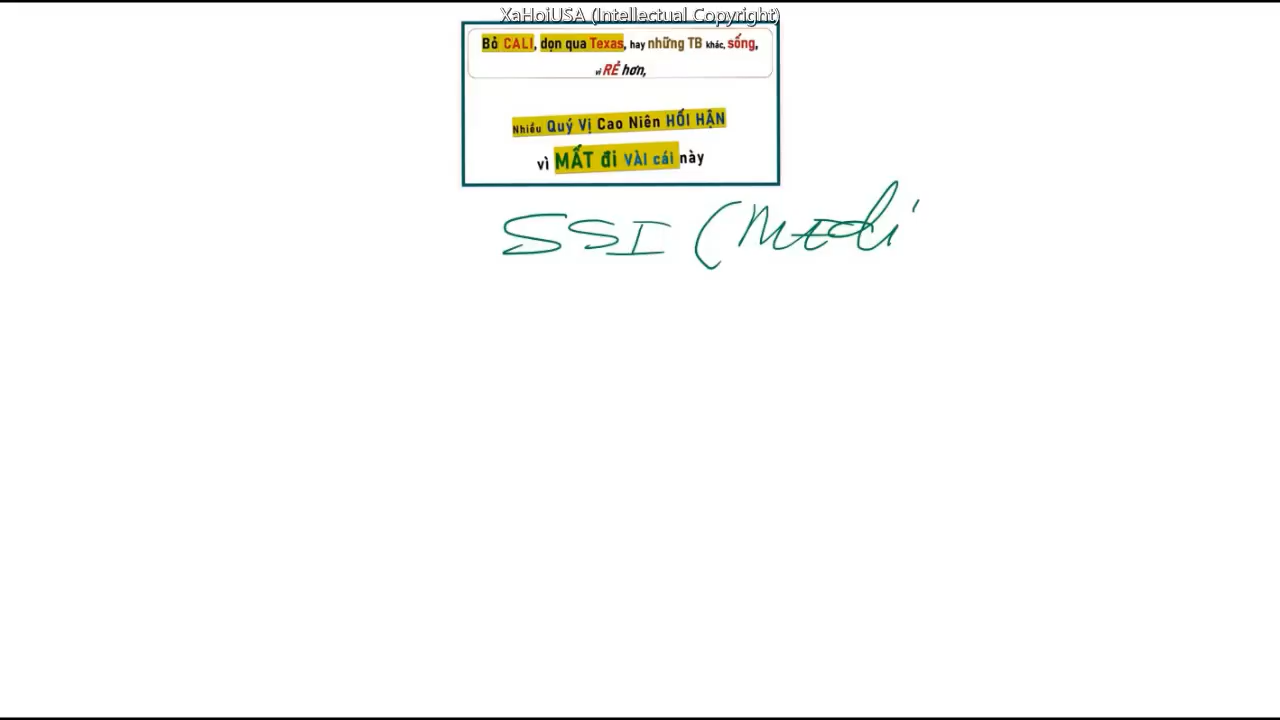 XaHoiUSA (Intellectual Copyright)
Bỏ CALI, dọn qua Texas, hay những TB khác, sống,
vì RẺ hơn,
Nhiều Quý Vị Cao Niên HỐI HẬN
vì MẤT đi VÀI cái này
SSI (Medi